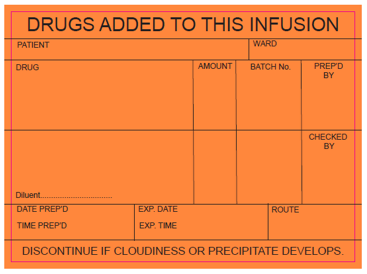 DRUGS ADDED TO THIS INFUSION
PATIENT WARD
DRUG AMOUNT BATCH No. PREP'D BY
CHECKED BY
Diluent.................................
DATE PREP'D EXP. DATE ROUTE
TIME PREP'D EXP. TIME
DISCONTINUE IF CLOUDINESS OR PRECIPITATE DEVELOPS.